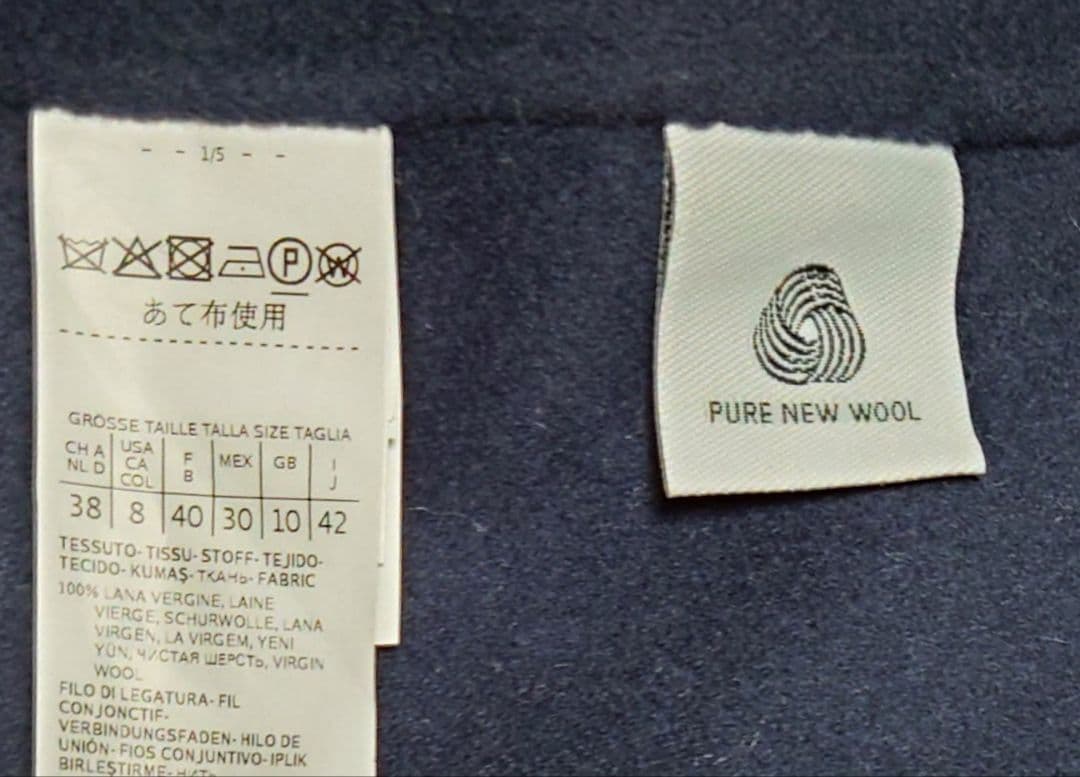 - - 1/5 - -
P W
あて布使用
GRÖSSE TAILLE TALLA SIZE TAGLIA
CH A NL D | USA CA COL | F B | MEX | GB | I J
38 | 8 | 40 | 30 | 10 | 42
TESSUTO-TISSU-STOFF-TEJIDO-
TECIDO-KUMAŞ-ТКАНЬ-FABRIC
100% LANA VERGINE, LAINE
VIERGE, SCHURWOLLE, LANA
VIRGEN, LA VIRGEM, YENI
YÜN, ЧИСТАЯ ШЕРСТЬ, VIRGIN
WOOL
FILO DI LEGATURA-FIL
CONJONCTIF-
VERBINDUNGSFADEN-HILO DE
UNIÓN-FIOS CONJUNTIVO-IPLIK
BIRLEŞTIRME-
PURE NEW WOOL